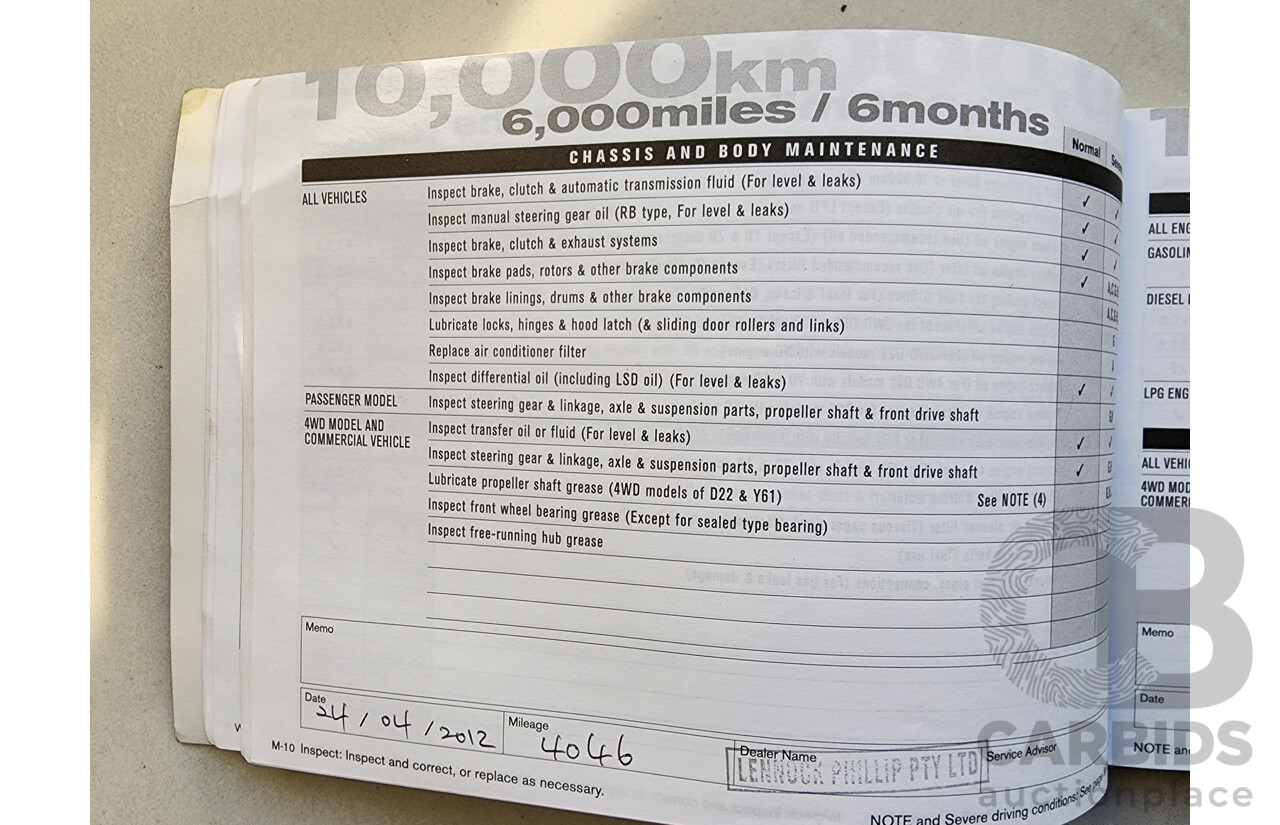 10,000km
6,000miles / 6months
CHASSIS AND BODY MAINTENANCE
Normal
ALL VEHICLES
Inspect brake, clutch & automatic transmission fluid (For level & leaks) ✓
Inspect manual steering gear oil (RB type, For level & leaks) ✓
Inspect brake, clutch & exhaust systems ✓
Inspect brake pads, rotors & other brake components ✓
Inspect brake linings, drums & other brake components
Lubricate locks, hinges & hood latch (& sliding door rollers and links)
Replace air conditioner filter
Inspect differential oil (including LSD oil) (For level & leaks) ✓
PASSENGER MODEL
Inspect steering gear & linkage, axle & suspension parts, propeller shaft & front drive shaft
4WD MODEL AND
COMMERCIAL VEHICLE
Inspect transfer oil or fluid (For level & leaks) ✓
Inspect steering gear & linkage, axle & suspension parts, propeller shaft & front drive shaft ✓
Lubricate propeller shaft grease (4WD models of D22 & Y61) See NOTE (4)
Inspect front wheel bearing grease (Except for sealed type bearing)
Inspect free-running hub grease
Memo
Date
24/04/2012
Mileage
4046
Dealer Name
LENNOCK PHILLIP PTY LTD
Service Advisor
M-10 Inspect: Inspect and correct, or replace as necessary.
NOTE and Severe driving conditions: See
ALL ENG
GASOLIN
DIESEL
LPG ENG
ALL VEHI
4WD MOD
COMMER
Memo
Date
NOTE and
CB
CARBIDS
auctionplace